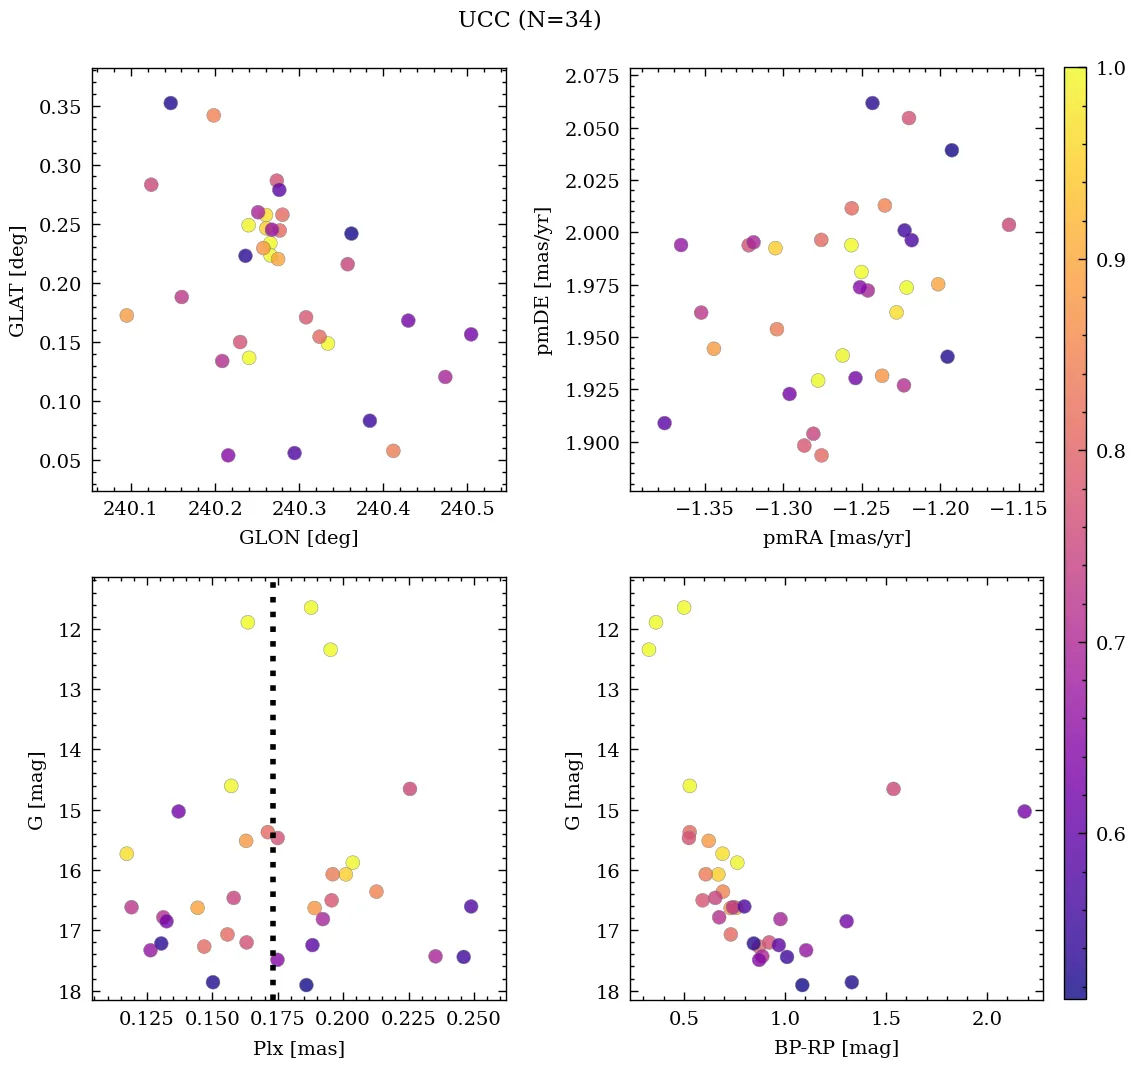 UCC (N=34)
0.35
0.30
0.25
0.20
0.15
0.10
0.05
GLAT [deg]
240.1 240.2 240.3 240.4 240.5
GLON [deg]
2.075
2.050
2.025
2.000
1.975
1.950
1.925
1.900
pmDE [mas/yr]
−1.35 −1.30 −1.25 −1.20 −1.15
pmRA [mas/yr]
1.0
0.9
0.8
0.7
0.6
12
13
14
15
16
17
18
G [mag]
0.125 0.150 0.175 0.200 0.225 0.250
Plx [mas]
12
13
14
15
16
17
18
G [mag]
0.5 1.0 1.5 2.0
BP-RP [mag]